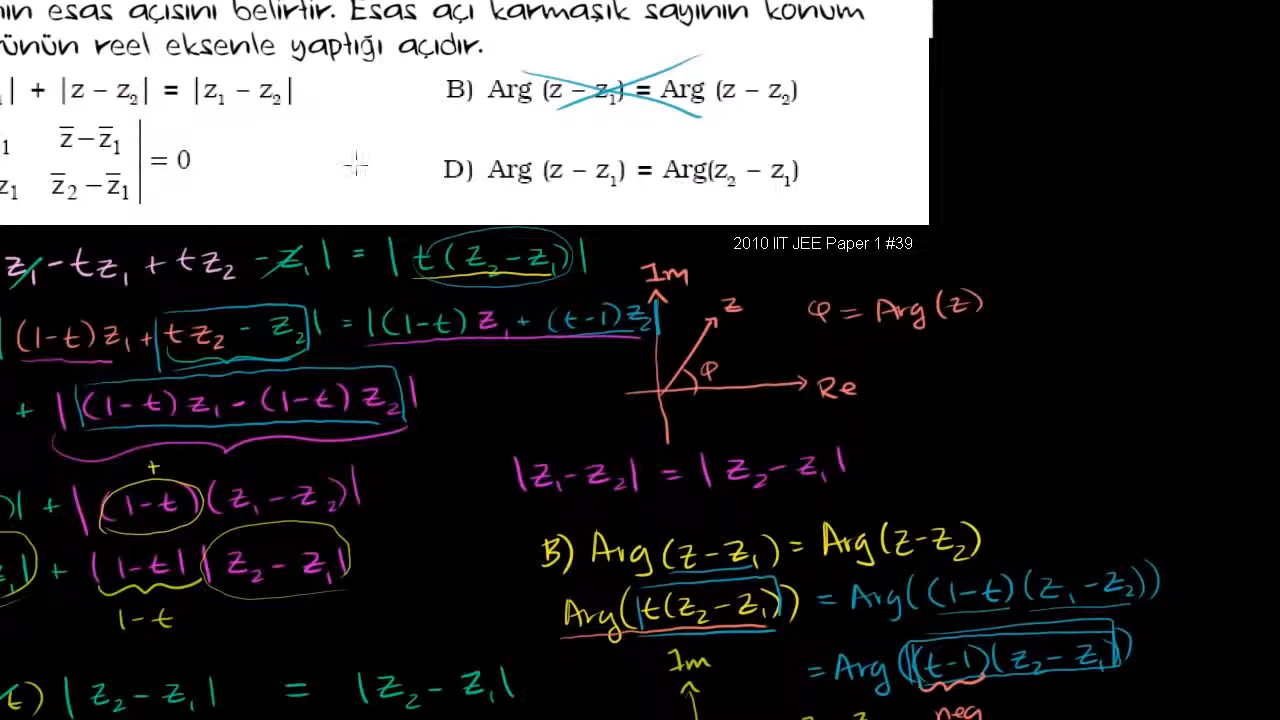 nın esas açısını belirtir. Esas açı karmaşık sayının konum
ünün reel eksenle yaptığı açıdır.
| + |z − z₂| = |z₁ − z₂|
B) Arg (z − z₁) = Arg (z − z₂)
₁ z̅ − z̅₁
z₁ z̅₂ − z̅₁ | = 0
D) Arg (z − z₁) = Arg(z₂ − z₁)
2010 IIT JEE Paper 1 #39
z₁ − tz₁ + tz₂ − z₁| = |t(z₂ − z₁)|
Im
z
φ = Arg(z)
|(1−t)z₁ + tz₂ − z₂| = |(1−t)z₁ + (t−1)z₂|
φ
Re
+ |(1−t)z₁ − (1−t)z₂|
+
|z₁ − z₂| = |z₂ − z₁|
)| + |(1−t)(z₁ − z₂)|
B) Arg(z − z₁) = Arg(z − z₂)
z₁| + |1−t||z₂ − z₁|
1−t
Arg(t(z₂ − z₁)) = Arg((1−t)(z₁ − z₂))
= Arg((t−1)(z₂ − z₁))
Im
t)|z₂ − z₁| = |z₂ − z₁|
neg